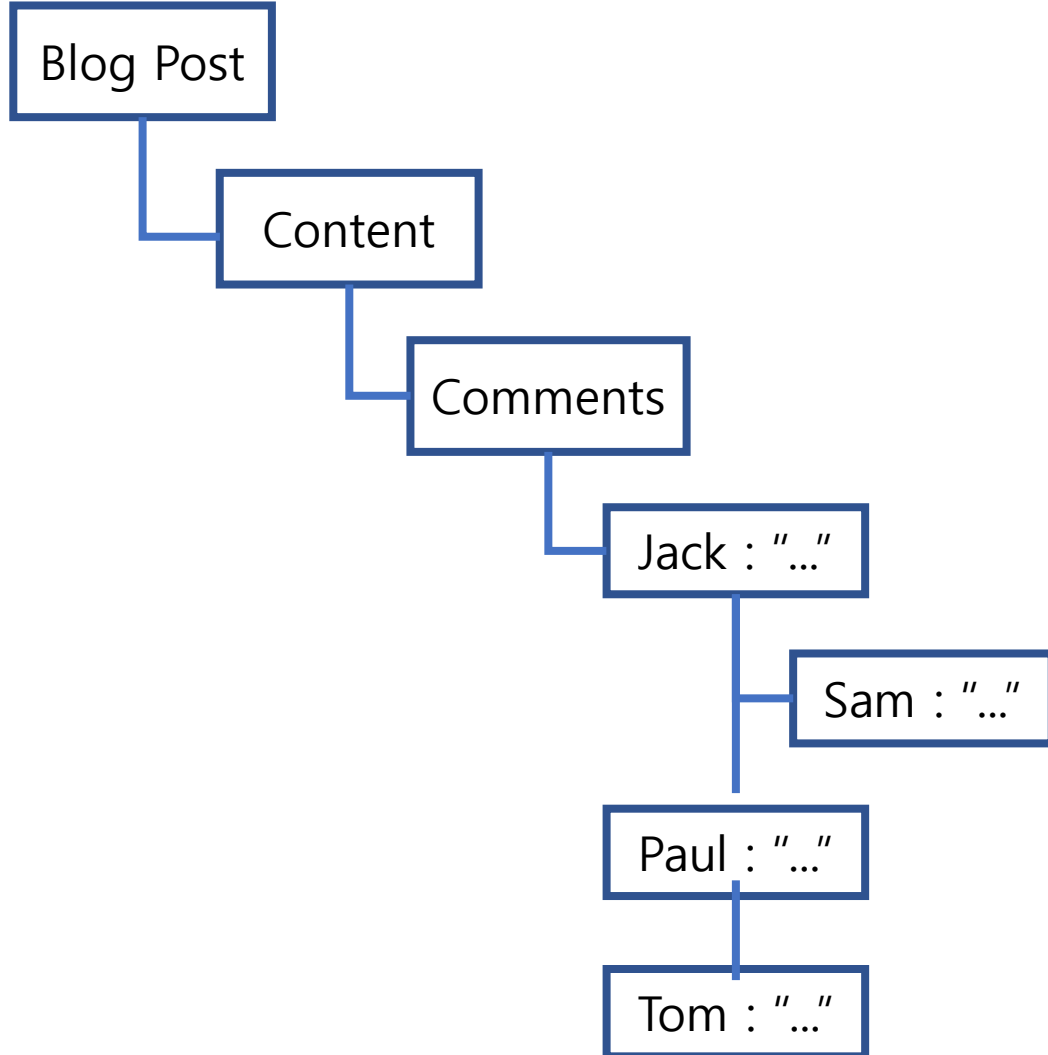 Blog Post
Content
Comments
Jack : "..."
Sam : "..."
Paul : "..."
Tom : "..."